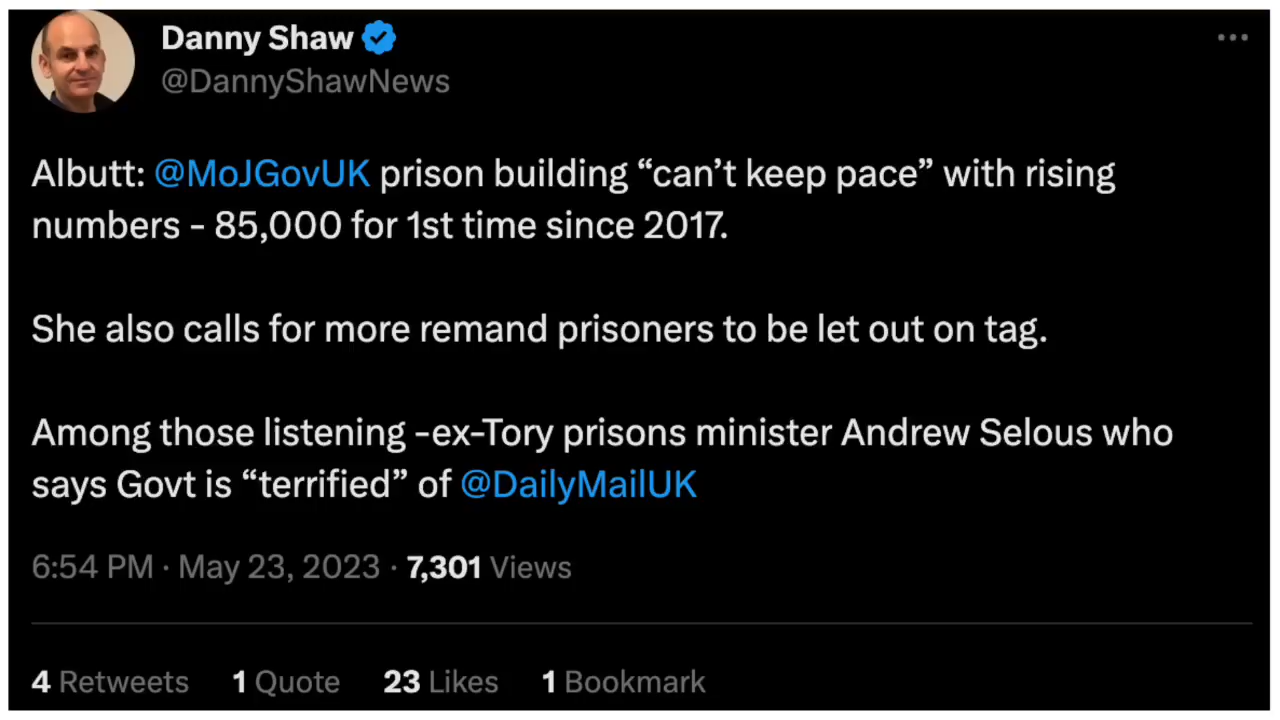 Danny Shaw
@DannyShawNews
Albutt: @MoJGovUK prison building “can’t keep pace” with rising
numbers - 85,000 for 1st time since 2017.
She also calls for more remand prisoners to be let out on tag.
Among those listening -ex-Tory prisons minister Andrew Selous who
says Govt is “terrified” of @DailyMailUK
6:54 PM · May 23, 2023 · 7,301 Views
4 Retweets 1 Quote 23 Likes 1 Bookmark